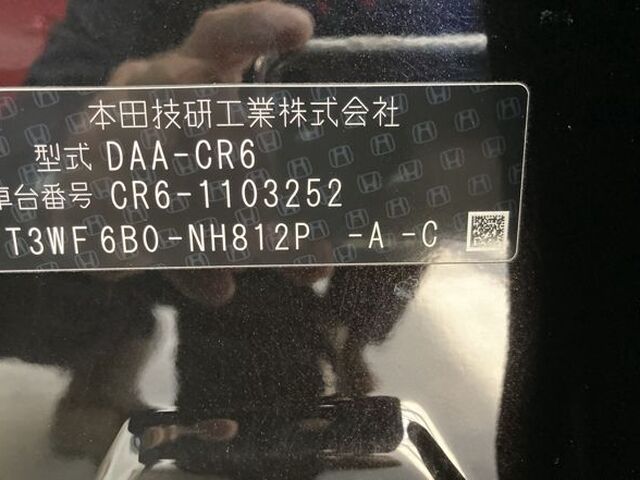 本田技研工業株式会社
型式 DAA-CR6
車台番号 CR6-1103252
T3WF6B0-NH812P -A -C